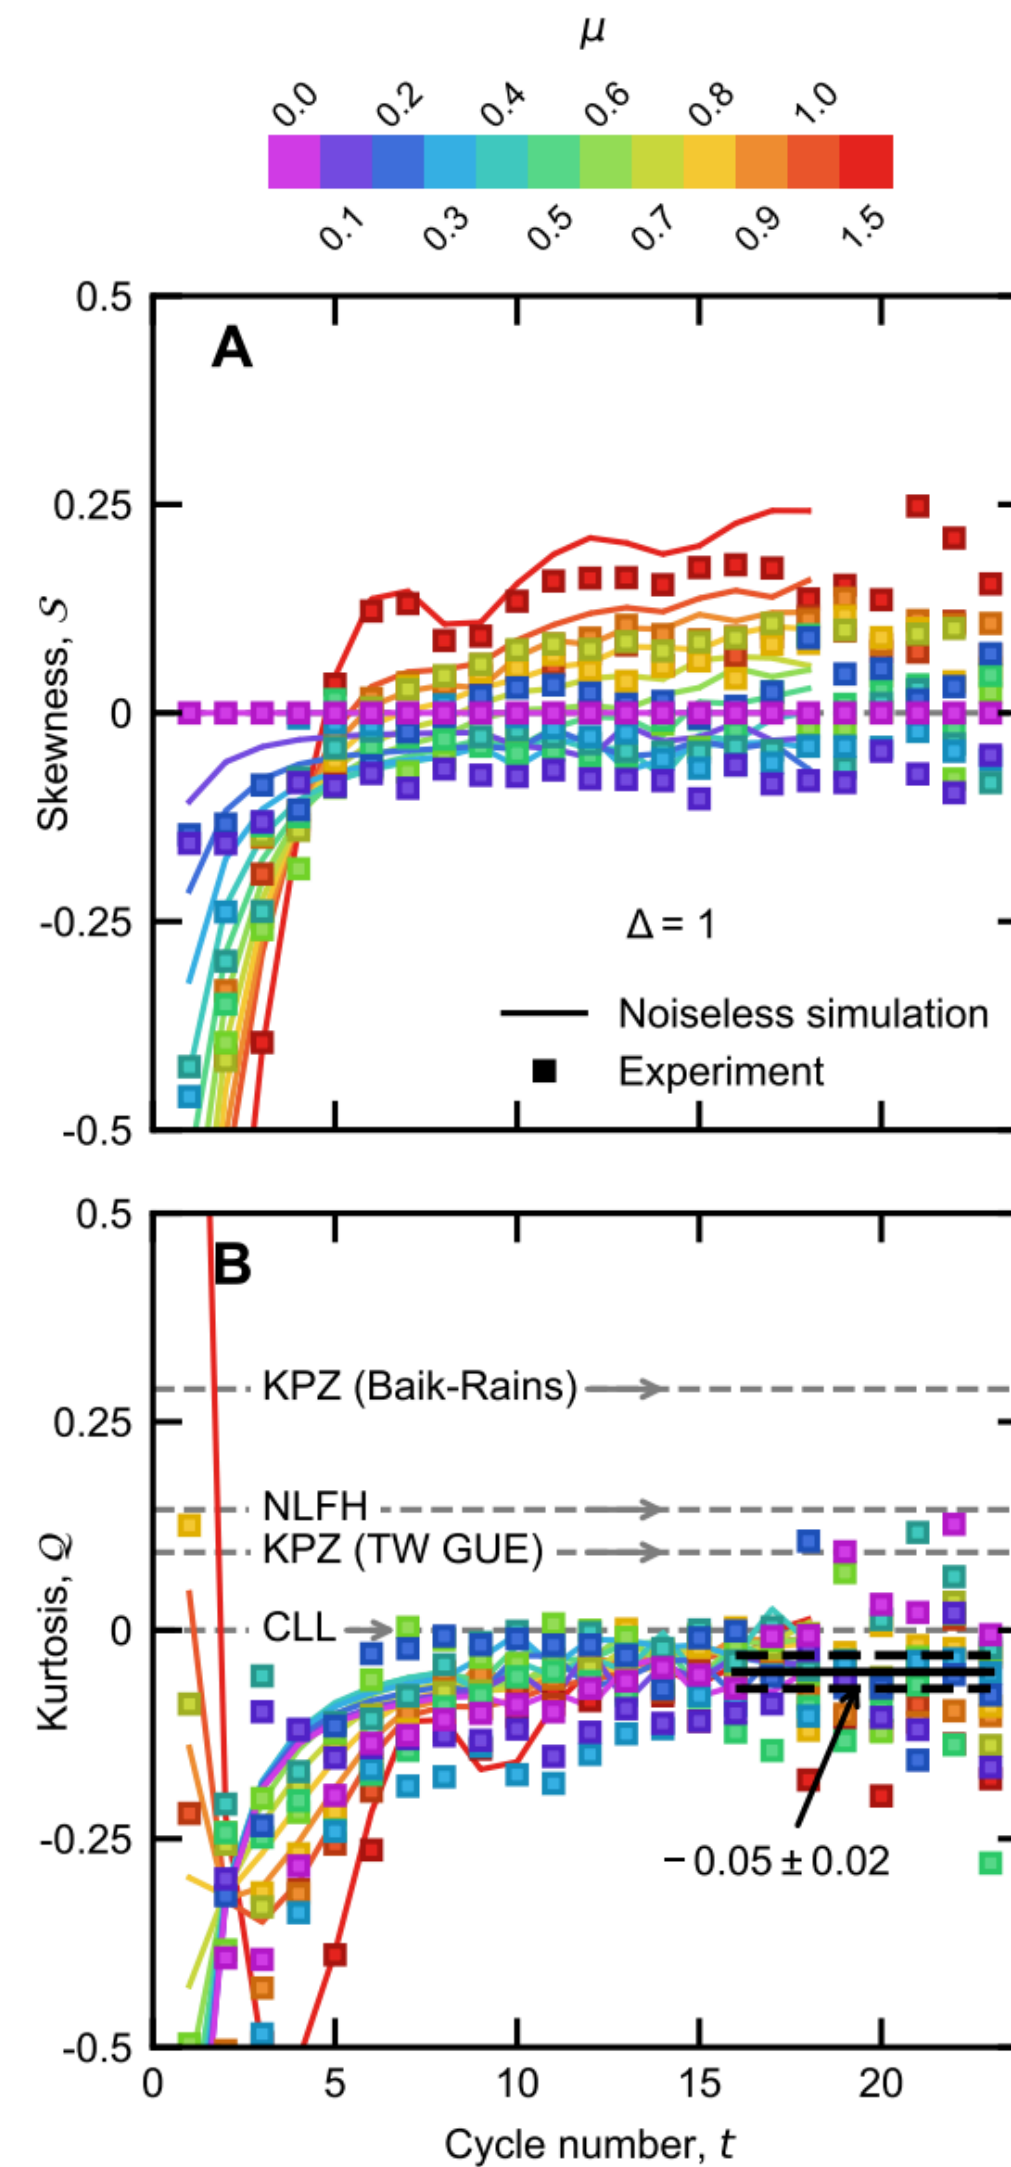 μ
0.0 0.2 0.4 0.6 0.8 1.0
0.1 0.3 0.5 0.7 0.9 1.5
A
0.5
0.25
0
-0.25
-0.5
Skewness, 𝒮
Δ = 1
Noiseless simulation
Experiment
B
0.5
0.25
0
-0.25
-0.5
Kurtosis, 𝒬
KPZ (Baik-Rains)
NLFH
KPZ (TW GUE)
CLL
−0.05 ± 0.02
0 5 10 15 20
Cycle number, t